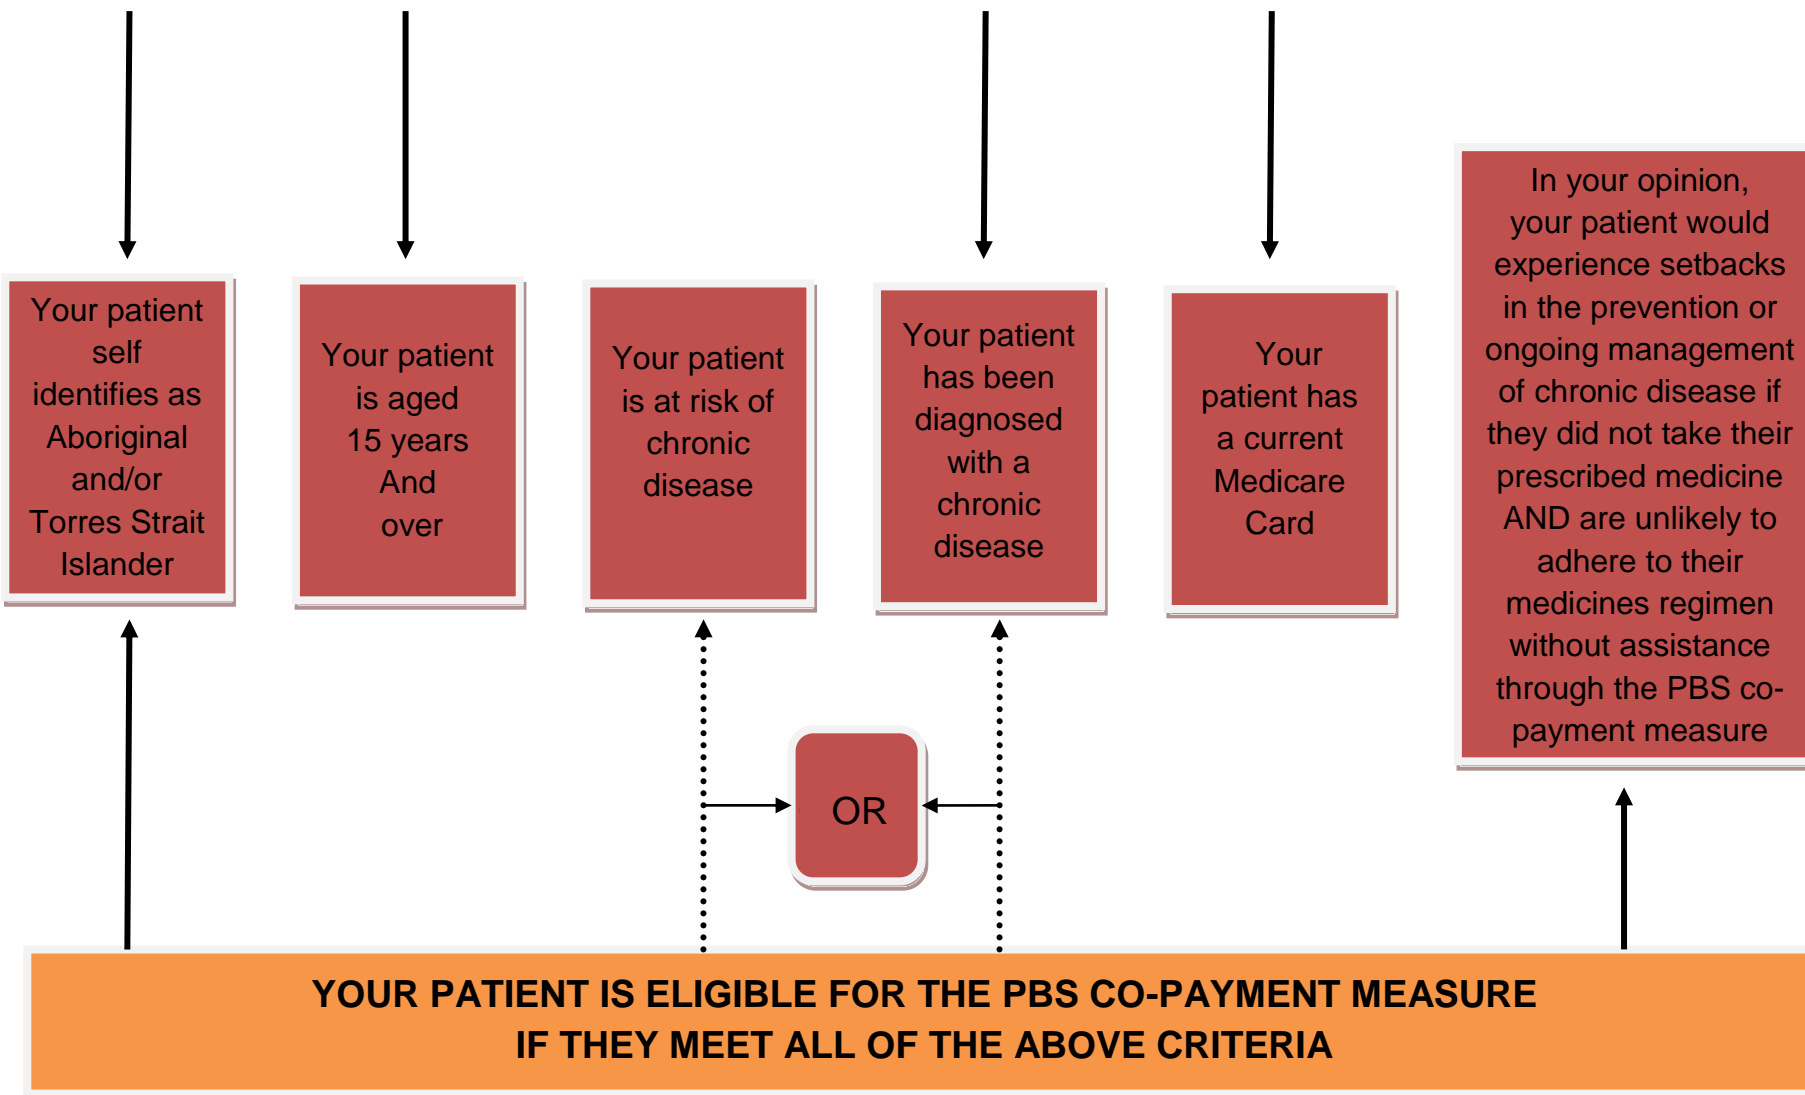 Your patient
self
identifies as
Aboriginal
and/or
Torres Strait
Islander
Your patient
is aged
15 years
And
over
Your patient
is at risk of
chronic
disease
Your patient
has been
diagnosed
with a
chronic
disease
Your
patient has
a current
Medicare
Card
In your opinion,
your patient would
experience setbacks
in the prevention or
ongoing management
of chronic disease if
they did not take their
prescribed medicine
AND are unlikely to
adhere to their
medicines regimen
without assistance
through the PBS co-
payment measure
OR
YOUR PATIENT IS ELIGIBLE FOR THE PBS CO-PAYMENT MEASURE
IF THEY MEET ALL OF THE ABOVE CRITERIA